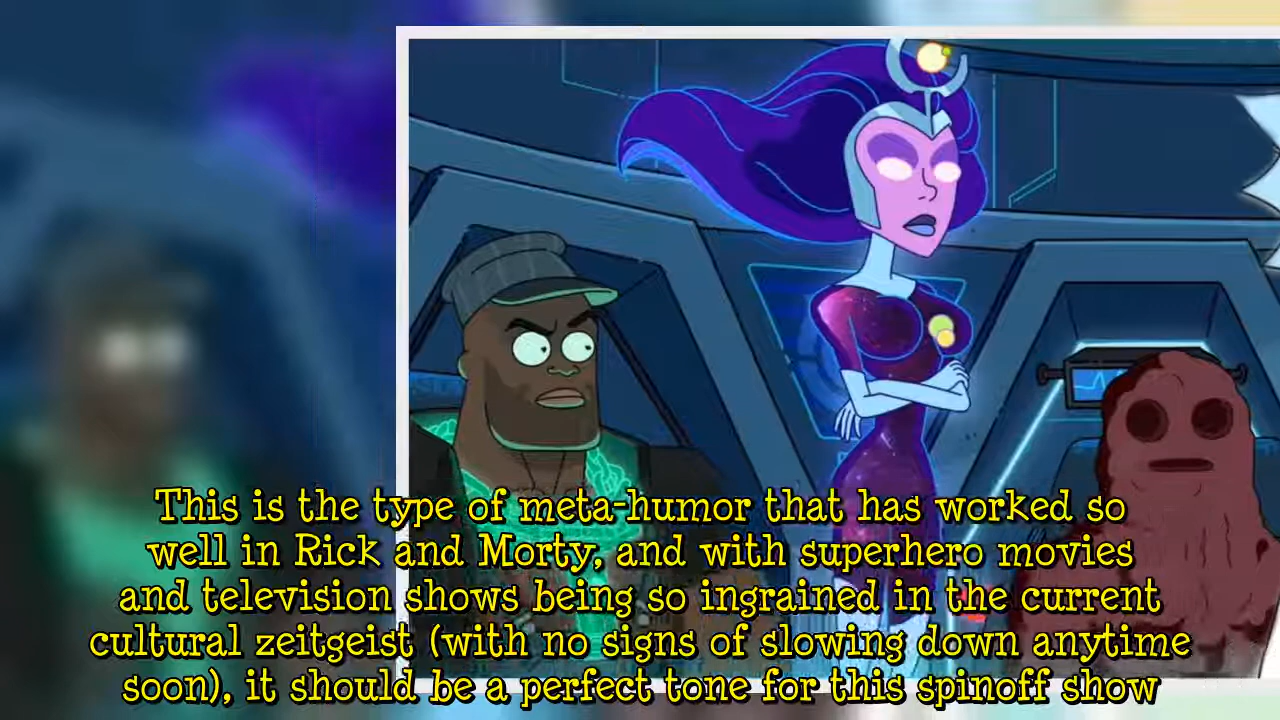 This is the type of meta-humor that has worked so
well in Rick and Morty, and with superhero movies
and television shows being so ingrained in the current
cultural zeitgeist (with no signs of slowing down anytime
soon), it should be a perfect tone for this spinoff show